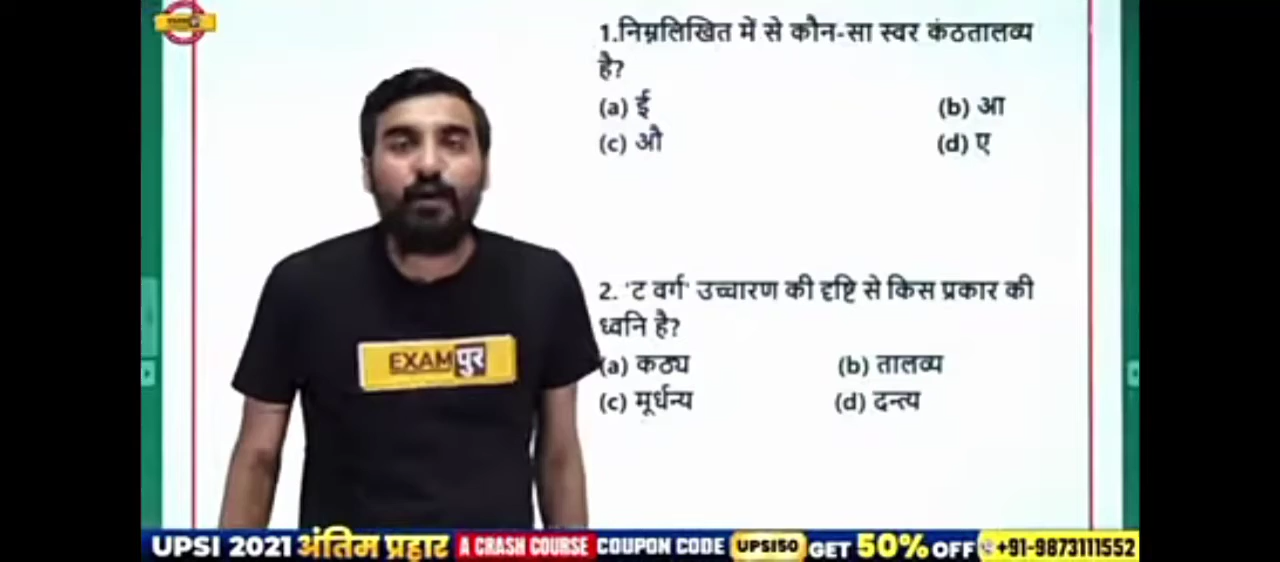 1.निम्नलिखित में से कौन-सा स्वर कंठतालव्य
है?
(a) ई (b) आ
(c) औ (d) ए
2. 'ट वर्ग' उच्चारण की दृष्टि से किस प्रकार की
ध्वनि है?
(a) कठ्य (b) तालव्य
(c) मूर्धन्य (d) दन्त्य
EXAMपुर
UPSI 2021 अंतिम प्रहार A CRASH COURSE COUPON CODE UPSI50 GET 50% OFF +91-9873111552